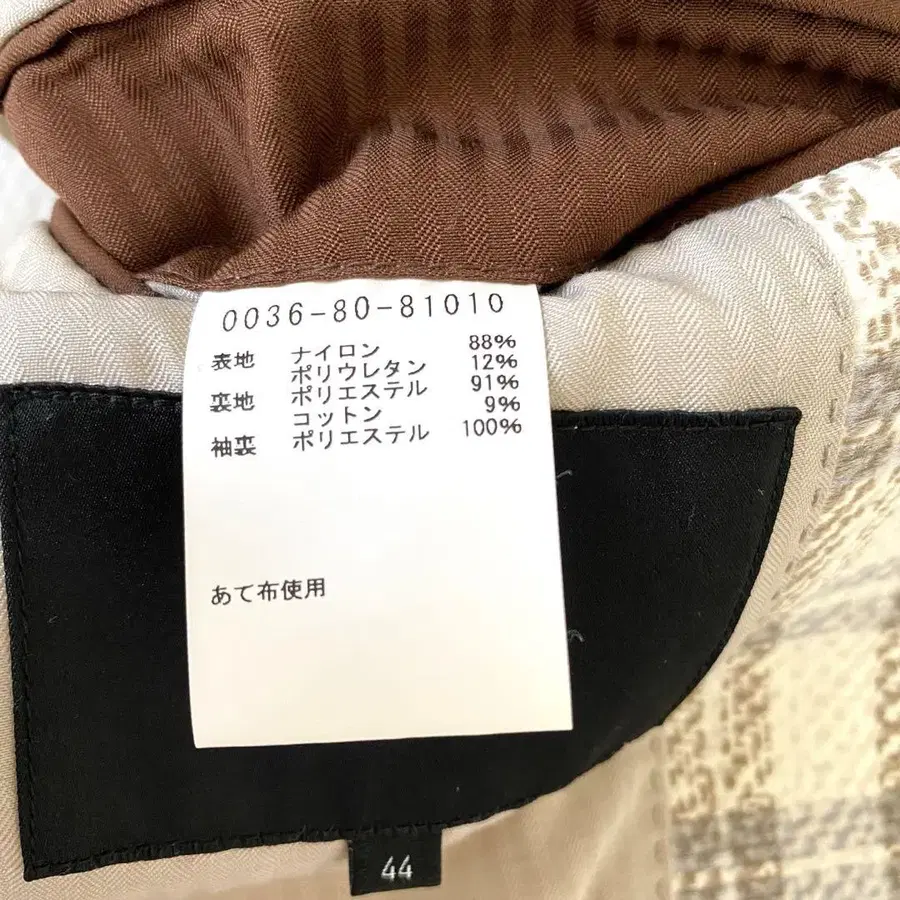 0036-80-81010
表地 ナイロン 88%
ポリウレタン 12%
裏地 ポリエステル 91%
コットン 9%
袖裏 ポリエステル 100%
あて布使用
44